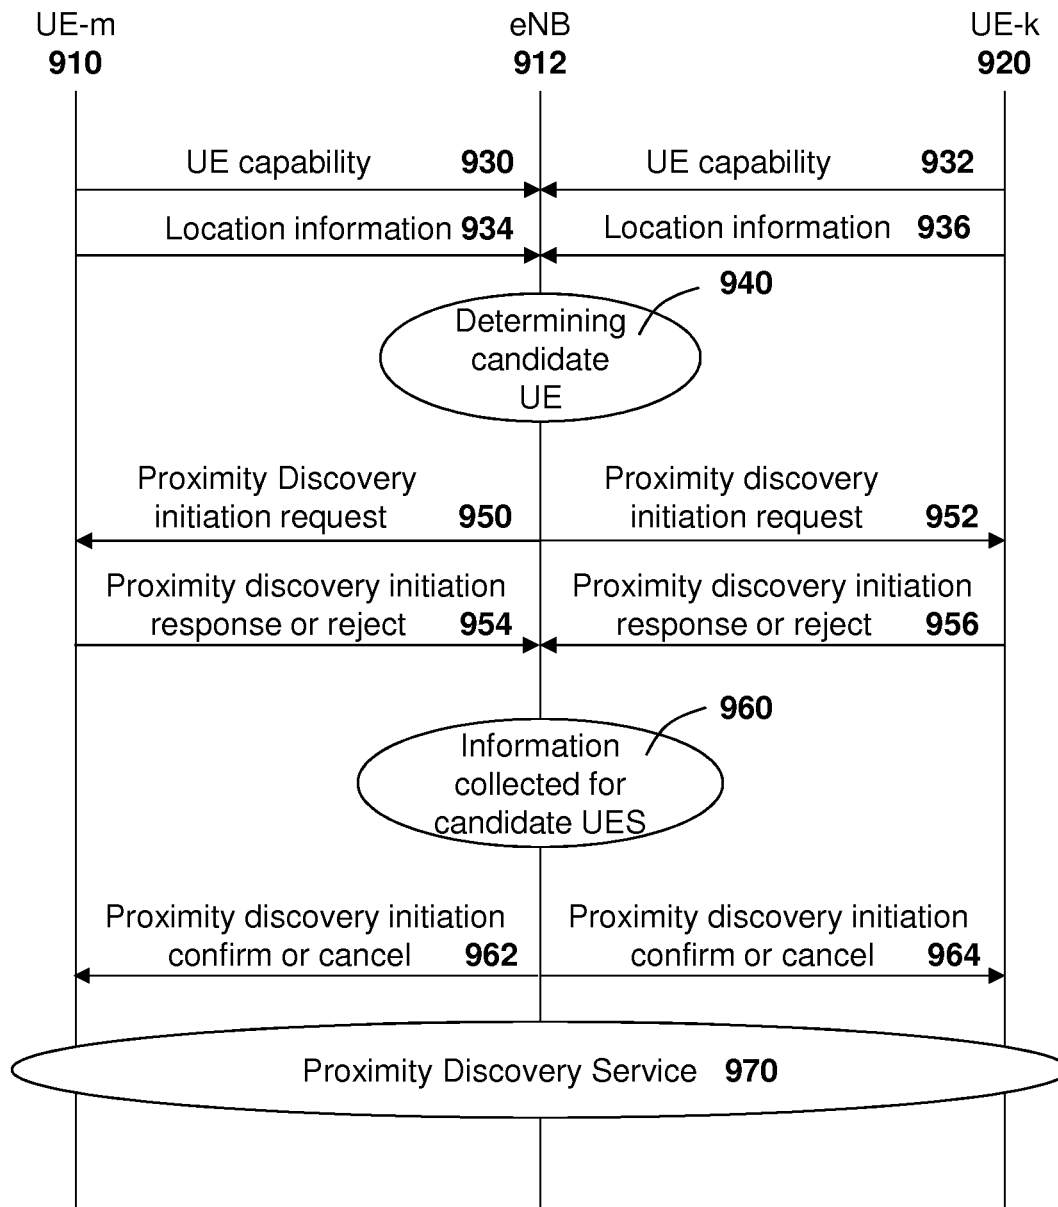 UE-m eNB UE-k
910 912 920
UE capability 930 UE capability 932
Location information 934 Location information 936
940
Determining
candidate
UE
Proximity Discovery
initiation request 950
Proximity discovery
initiation request 952
Proximity discovery initiation
response or reject 954
Proximity discovery initiation
response or reject 956
960
Information
collected for
candidate UES
Proximity discovery initiation
confirm or cancel 962
Proximity discovery initiation
confirm or cancel 964
Proximity Discovery Service 970